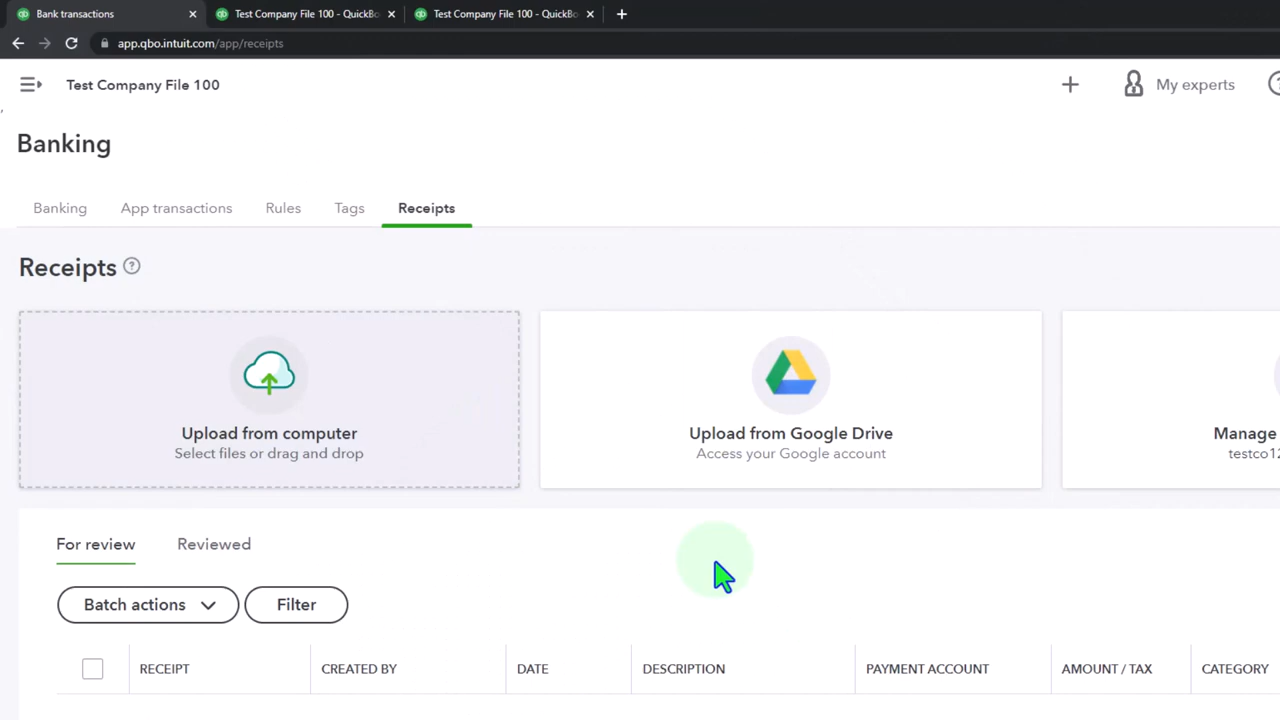 Bank transactions
Test Company File 100 - QuickBo
Test Company File 100 - QuickBo
app.qbo.intuit.com/app/receipts
Test Company File 100
My experts
Banking
Banking
App transactions
Rules
Tags
Receipts
Receipts
Upload from computer
Select files or drag and drop
Upload from Google Drive
Access your Google account
Manage
testco12
For review
Reviewed
Batch actions
Filter
RECEIPT
CREATED BY
DATE
DESCRIPTION
PAYMENT ACCOUNT
AMOUNT / TAX
CATEGORY